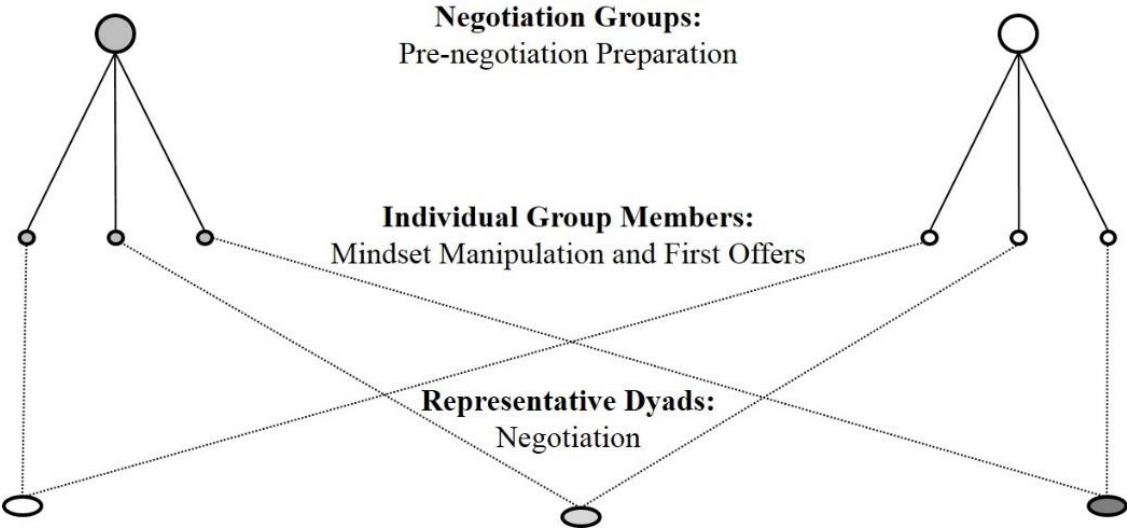 Negotiation Groups:
Pre-negotiation Preparation
Individual Group Members:
Mindset Manipulation and First Offers
Representative Dyads:
Negotiation